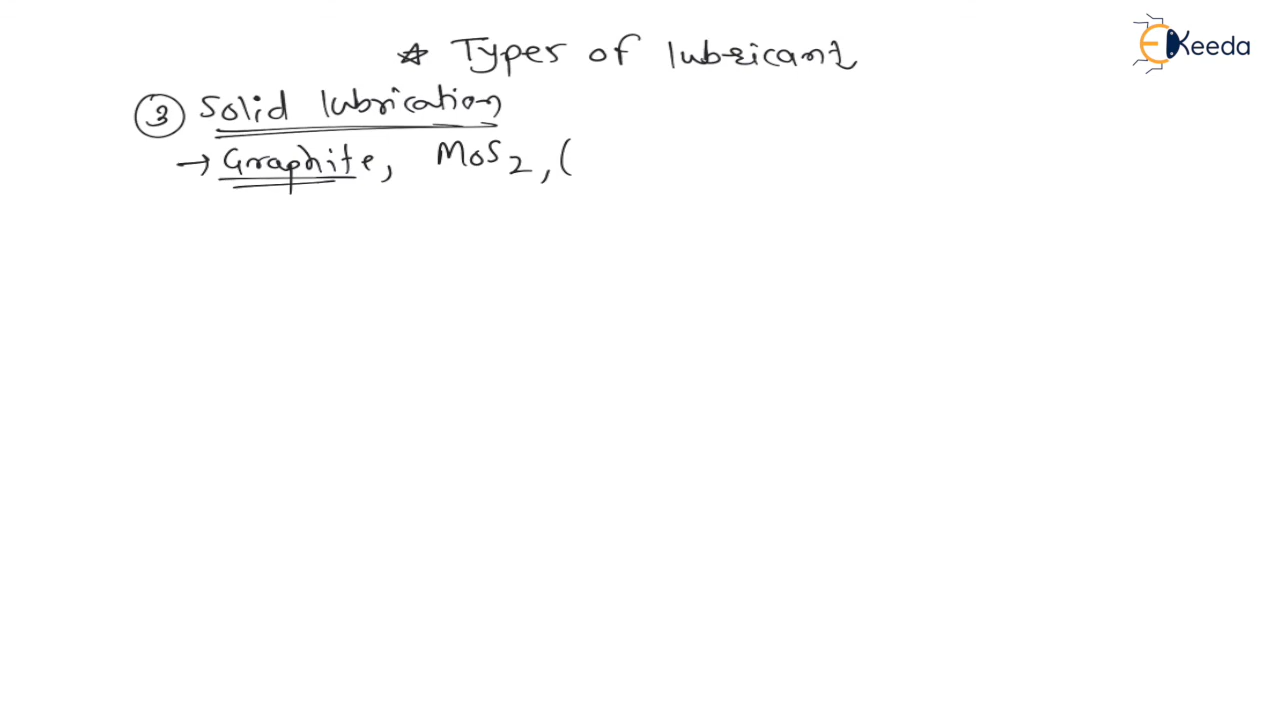 ☆ Types of lubricant
EKeeda
③ Solid lubrication
→ Graphite, MoS2, (